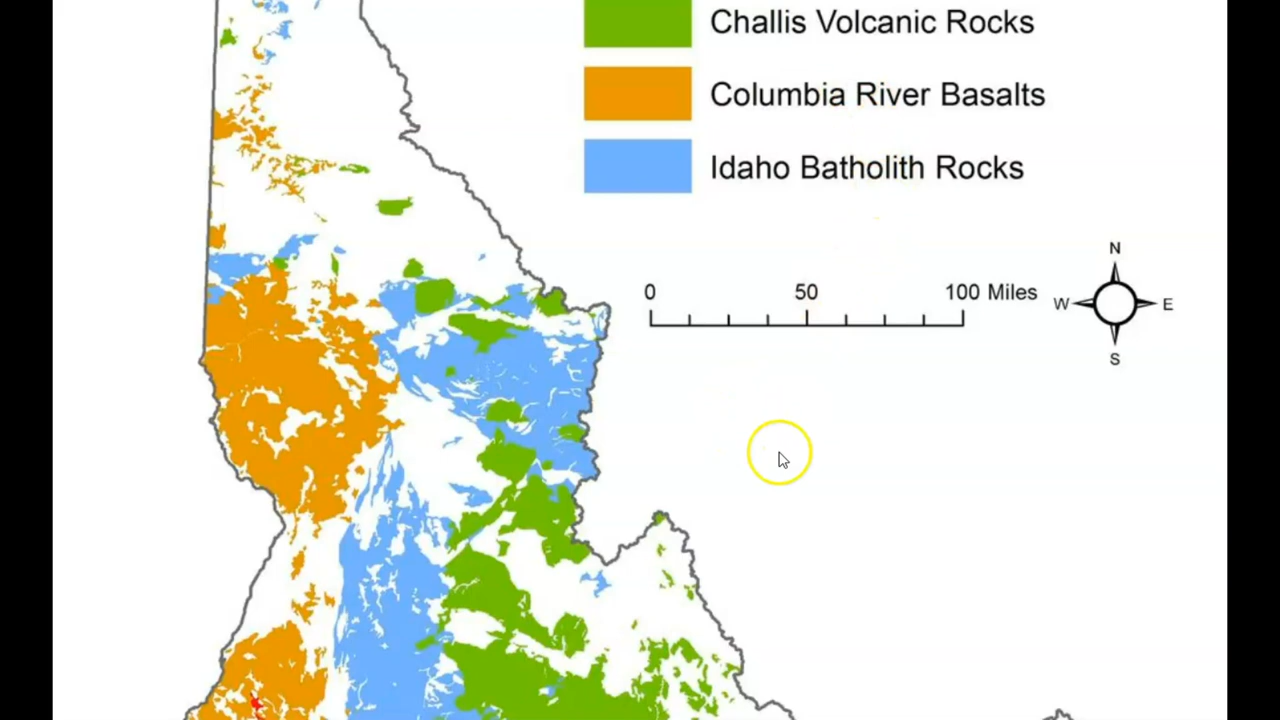 Challis Volcanic Rocks
Columbia River Basalts
Idaho Batholith Rocks
N
0 50 100 Miles
W E
S